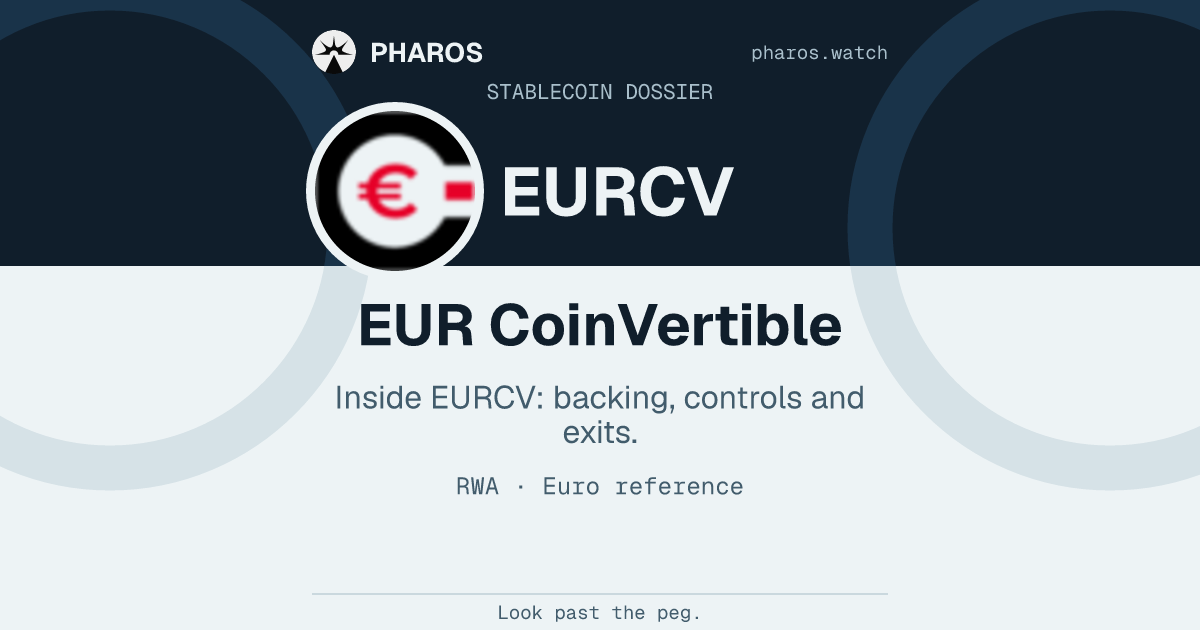 PHAROS
pharos.watch
STABLECOIN DOSSIER
€
EURCV
EUR CoinVertible
Inside EURCV: backing, controls and
exits.
RWA · Euro reference
Look past the peg.